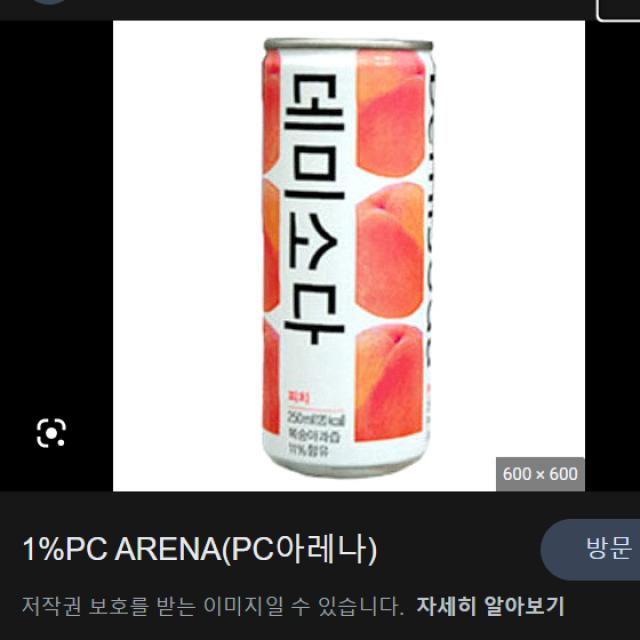 데미소다
피치
250ml
복숭아과즙
11% 함유
600 × 600
1%PC ARENA(PC아레나)
방문
저작권 보호를 받는 이미지일 수 있습니다. 자세히 알아보기